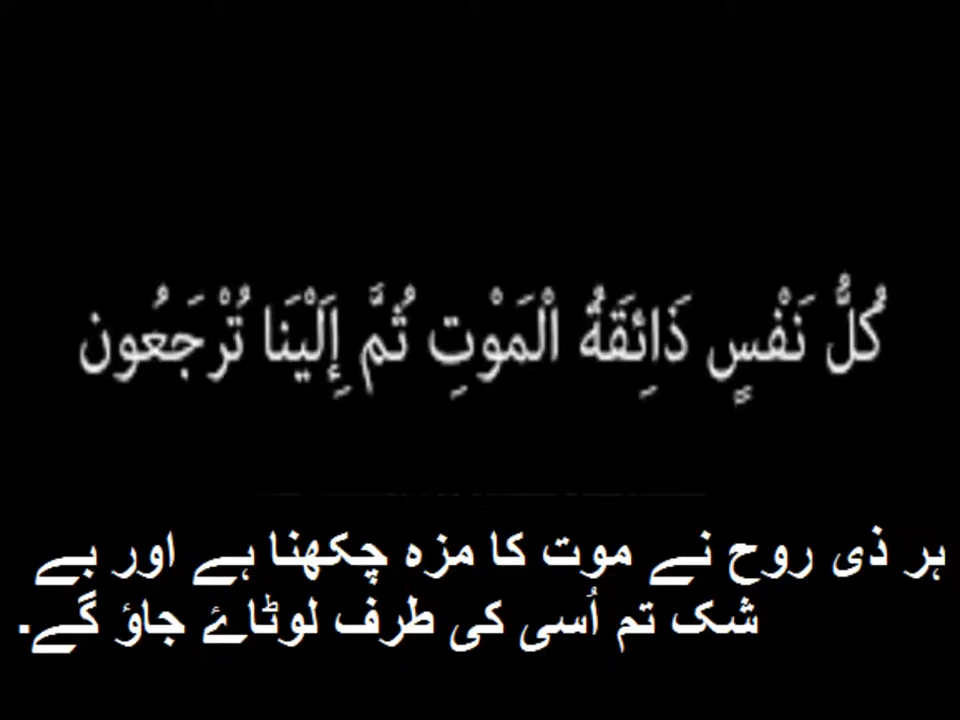 كُلُّ نَفْسٍ ذَائِقَةُ الْمَوْتِ ثُمَّ إِلَيْنَا تُرْجَعُون
ہر ذی روح نے موت کا مزہ چکھنا ہے اور بے
شک تم اُسی کی طرف لوٹاۓ جاؤ گے.